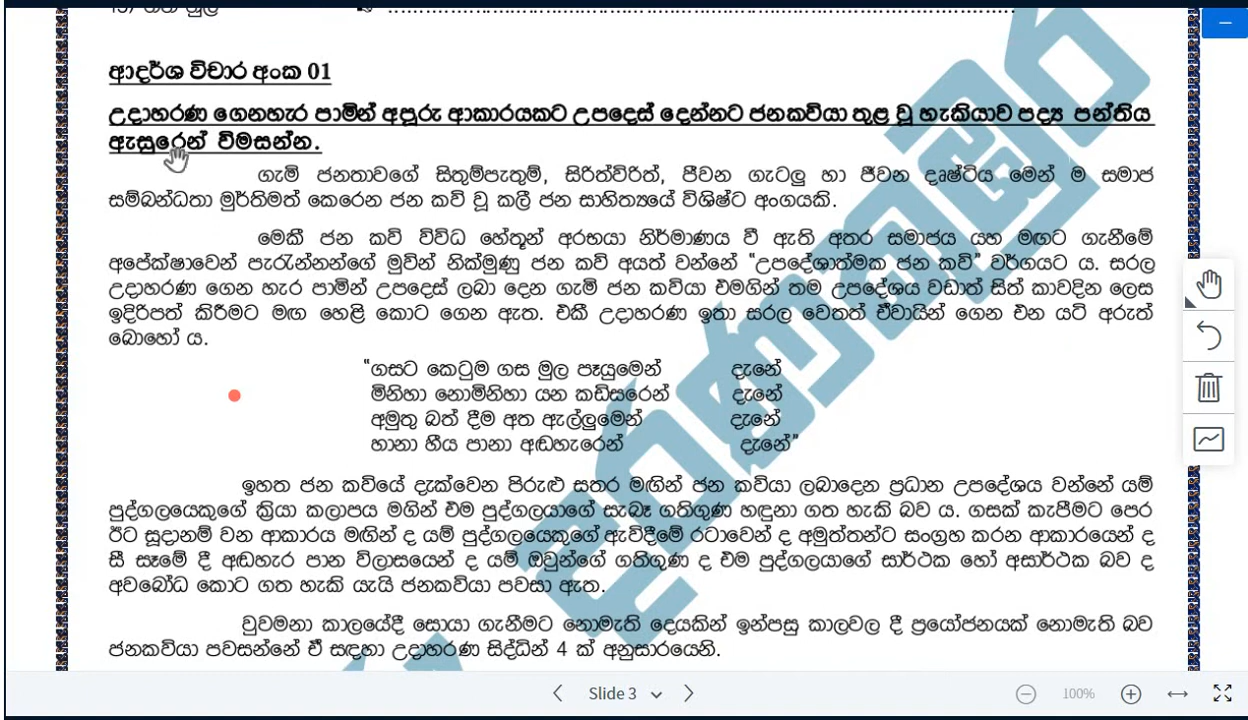 ආදර්ශ විචාර අංක 01
උදාහරණ ගෙනහැර පාමින් අපූරු ආකාරයකට උපදෙස් දෙන්නට ජනකවියා තුළ වූ හැකියාව පද්‍ය පන්තිය
ඇසුරෙන් විමසන්න.
ගැමි ජනතාවගේ සිතුම්පැතුම්, සිරිත්විරිත්, ජීවන ගැටලු හා ජීවන දෘෂ්ටිය මෙන් ම සමාජ
සම්බන්ධතා මුර්තිමත් කෙරෙන ජන කවි වූ කලී ජන සාහිත්‍යයේ විශිෂ්ට අංගයකි.
මෙකී ජන කවි විවිධ හේතූන් අරභයා නිර්මාණය වී ඇති අතර සමාජය යහ මඟට ගැනීමේ
අපේක්ෂාවෙන් පැරැන්නන්ගේ මුවින් නික්මුණු ජන කවි අයත් වන්නේ "උපදේශාත්මක ජන කවි" වර්ගයට ය. සරල
උදාහරණ ගෙන හැර පාමින් උපදෙස් ලබා දෙන ගැමි ජන කවියා එමගින් තම උපදේශය වඩාත් සිත් කාවදින ලෙස
ඉදිරිපත් කිරීමට මඟ හෙළි කොට ගෙන ඇත. එකී උදාහරණ ඉතා සරල වෙතත් ඒවායින් ගෙන එන යටි අරුත්
බොහෝ ය.
"ගසට කෙටුම ගස මුල පෑයුමෙන් දැනේ
මිනිහා නොමිනිහා යන කඩිසරෙන් දැනේ
අමුතු බත් දීම අත ඇල්ලුමෙන් දැනේ
හානා හීය පානා අඬහැරෙන් දැනේ"
ඉහත ජන කවියේ දැක්වෙන පිරුළු සතර මඟින් ජන කවියා ලබාදෙන ප්‍රධාන උපදේශය වන්නේ යම්
පුද්ගලයෙකුගේ ක්‍රියා කලාපය මගින් එම පුද්ගලයාගේ සැබෑ ගතිගුණ හඳුනා ගත හැකි බව ය. ගසක් කැපීමට පෙර
ඊට සූදානම් වන ආකාරය මඟින් ද යම් පුද්ගලයෙකුගේ ඇවිදීමේ රටාවෙන් ද අමුත්තන්ට සංග්‍රහ කරන ආකාරයෙන් ද
සී සෑමේ දී අඬහැර පාන විලාසයෙන් ද යම් ඔවුන්ගේ ගතිගුණ ද එම පුද්ගලයාගේ සාර්ථක හෝ අසාර්ථක බව ද
අවබෝධ කොට ගත හැකි යැයි ජනකවියා පවසා ඇත.
වුවමනා කාලයේදී සොයා ගැනීමට නොමැති දෙයකින් ඉන්පසු කාලවල දී ප්‍රයෝජනයක් නොමැති බව
ජනකවියා පවසන්නේ ඒ සඳහා උදාහරණ සිද්ධින් 4 ක් අනුසාරයෙනි.
Slide 3
100%